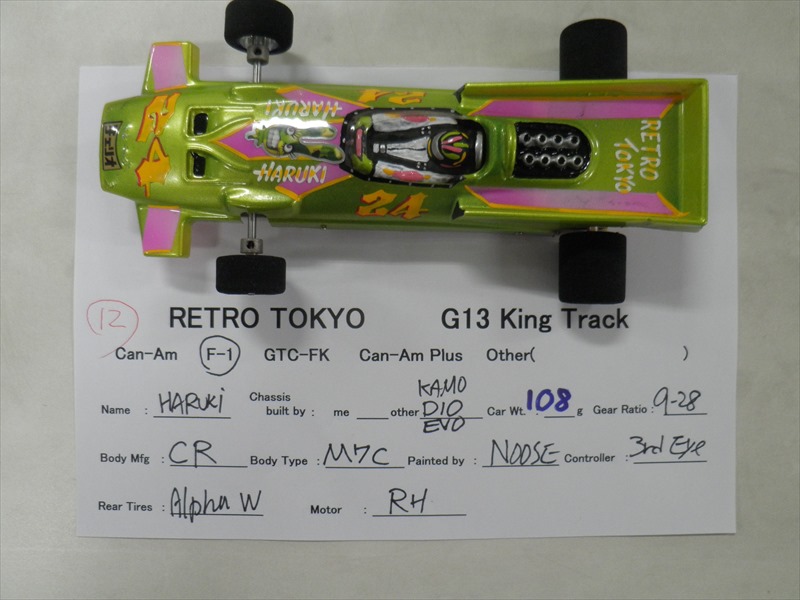 24
HARUKI
HARUKI
24
24
RETRO
TOKYO
12
RETRO TOKYO G13 King Track
Can-Am F-1 GTC-FK Can-Am Plus Other( )
Name : HARUKI Chassis built by : me other KAMO DIO EVO Car Wt. : 108 g Gear Ratio : 9-28
Body Mfg : CR Body Type : M7C Painted by : NOOSE Controller : 3rd Eye
Rear Tires : Alpha W Motor : RH